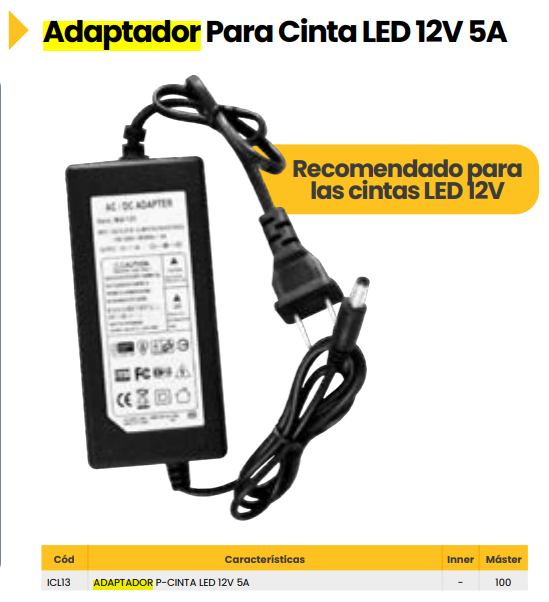 Adaptador Para Cinta LED 12V 5A
Recomendado para
las cintas LED 12V
AC / DC ADAPTER
CAUTION
FC
CE
Cód Características Inner Máster
ICL13 ADAPTADOR P-CINTA LED 12V 5A - 100